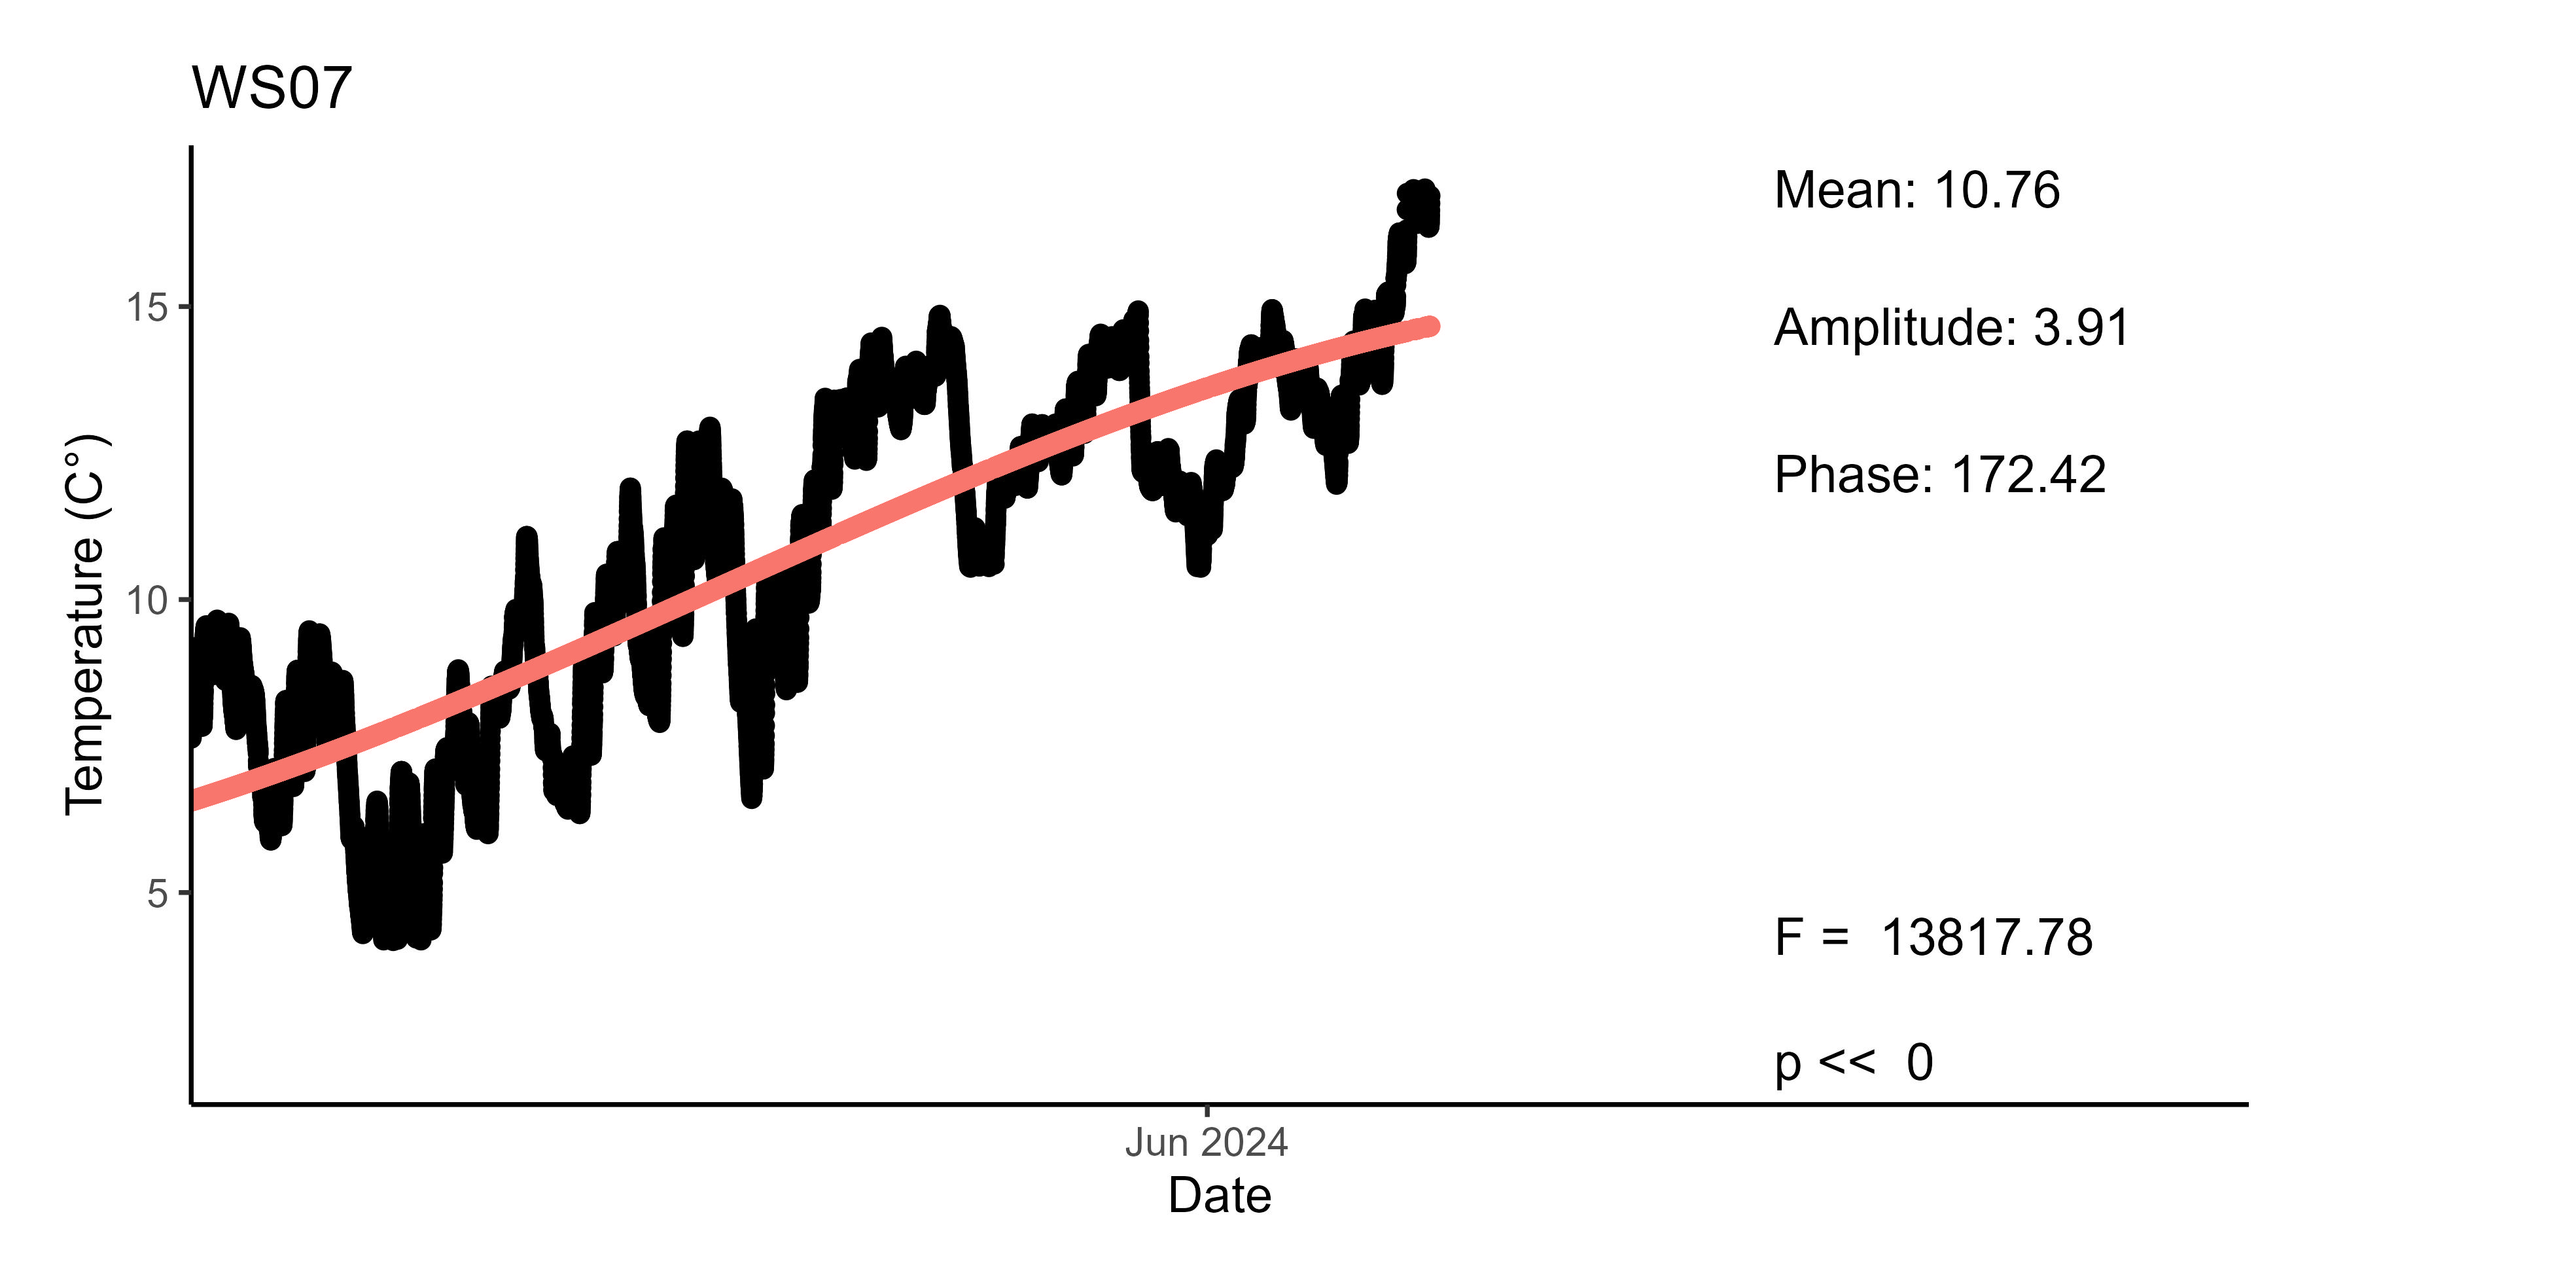 WS07
Mean: 10.76
15
Amplitude: 3.91
Phase: 172.42
Temperature (C°)
10
5
F =  13817.78
p <<  0
Jun 2024
Date